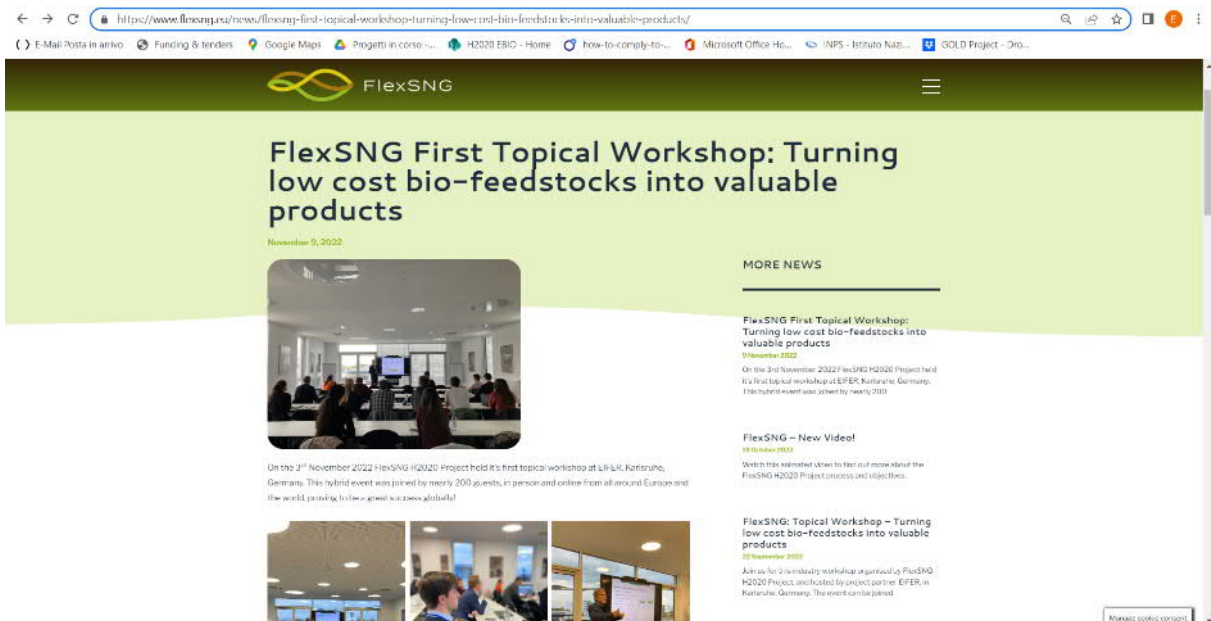 https://www.flexsng.eu/news/flexsng-first-topical-workshop-turning-low-cost-bio-feedstocks-into-valuable-products/
E-Mail Posta in arrivo
Funding & tenders
Google Maps
Progetti in corso -...
H2020 EBIO - Home
how-to-comply-to-...
Microsoft Office Ho...
INPS - Istituto Nazi...
GOLD Project - Dro...
FlexSNG
FlexSNG First Topical Workshop: Turning
low cost bio-feedstocks into valuable
products
November 9, 2022
On the 3rd November 2022 FlexSNG H2020 Project held it's first topical workshop at EIFER, Karlsruhe,
Germany. This hybrid event was joined by nearly 200 guests, in person and online from all around Europe and
the world, proving to be a great success globally!
MORE NEWS
FlexSNG First Topical Workshop:
Turning low cost bio-feedstocks into
valuable products
9 November 2022
On the 3rd November 2022 FlexSNG H2020 Project held
it's first topical workshop at EIFER, Karlsruhe, Germany.
This hybrid event was joined by nearly 200
FlexSNG – New Video!
October 2022
Watch this animated video to find out more about the
FlexSNG H2020 Project process and objectives.
FlexSNG: Topical Workshop – Turning
low cost bio-feedstocks into valuable
products
22 September 2022
Join us for this industry workshop organised by FlexSNG
H2020 Project, and hosted by project partner EIFER, in
Karlsruhe, Germany. The event can be joined
Manage cookie consent